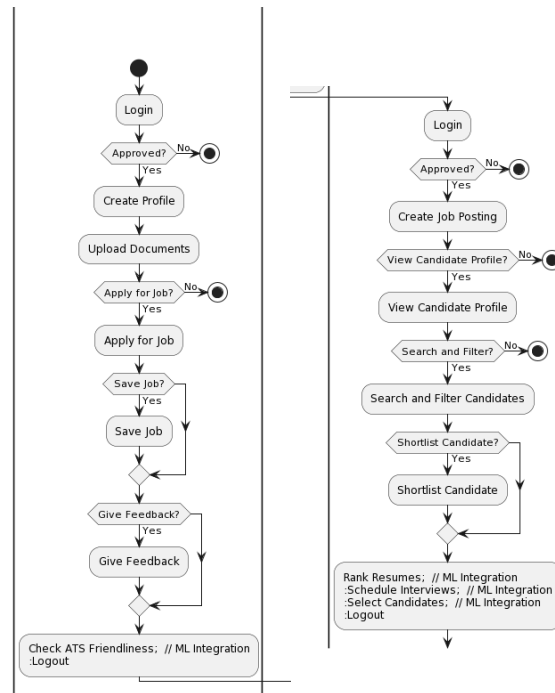 Login
Approved?
No
Yes
Create Profile
Upload Documents
Apply for Job?
No
Yes
Apply for Job
Save Job?
Yes
Save Job
Give Feedback?
Yes
Give Feedback
Check ATS Friendliness;  // ML Integration
:Logout
Login
Approved?
No
Yes
Create Job Posting
View Candidate Profile?
No
Yes
View Candidate Profile
Search and Filter?
No
Yes
Search and Filter Candidates
Shortlist Candidate?
Yes
Shortlist Candidate
Rank Resumes;  // ML Integration
:Schedule Interviews;  // ML Integration
:Select Candidates;  // ML Integration
:Logout